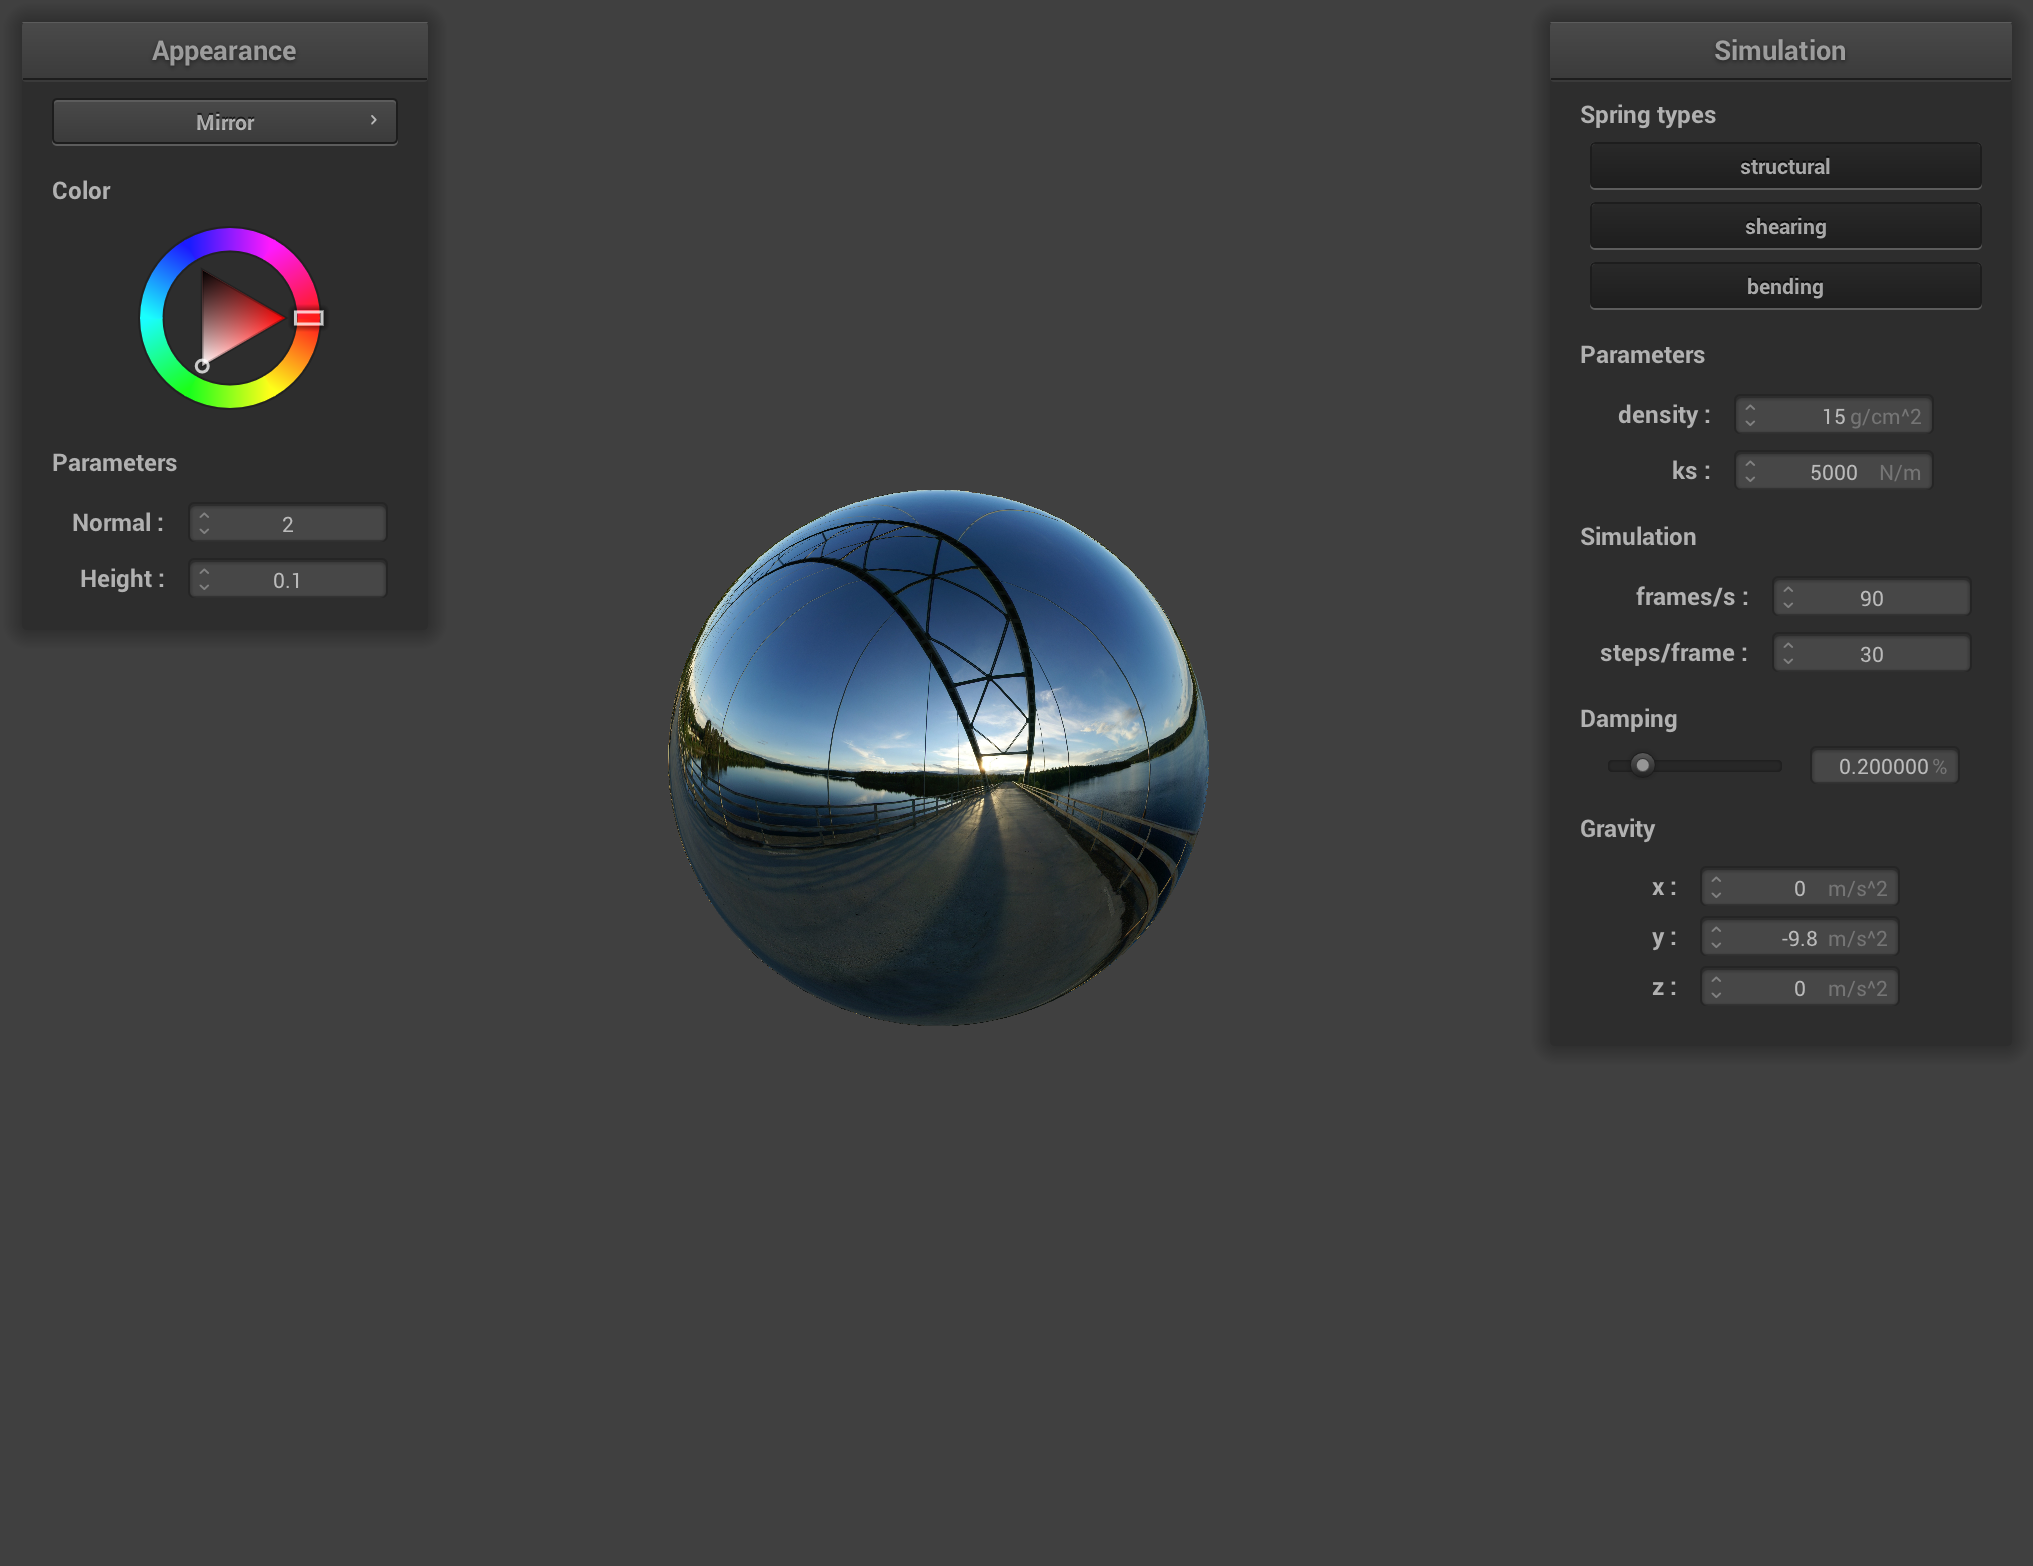 Appearance
Mirror
Color
Parameters
Normal : 2
Height : 0.1
Simulation
Spring types
structural
shearing
bending
Parameters
density : 15 g/cm^2
ks : 5000 N/m
Simulation
frames/s : 90
steps/frame : 30
Damping
0.200000 %
Gravity
x : 0 m/s^2
y : -9.8 m/s^2
z : 0 m/s^2